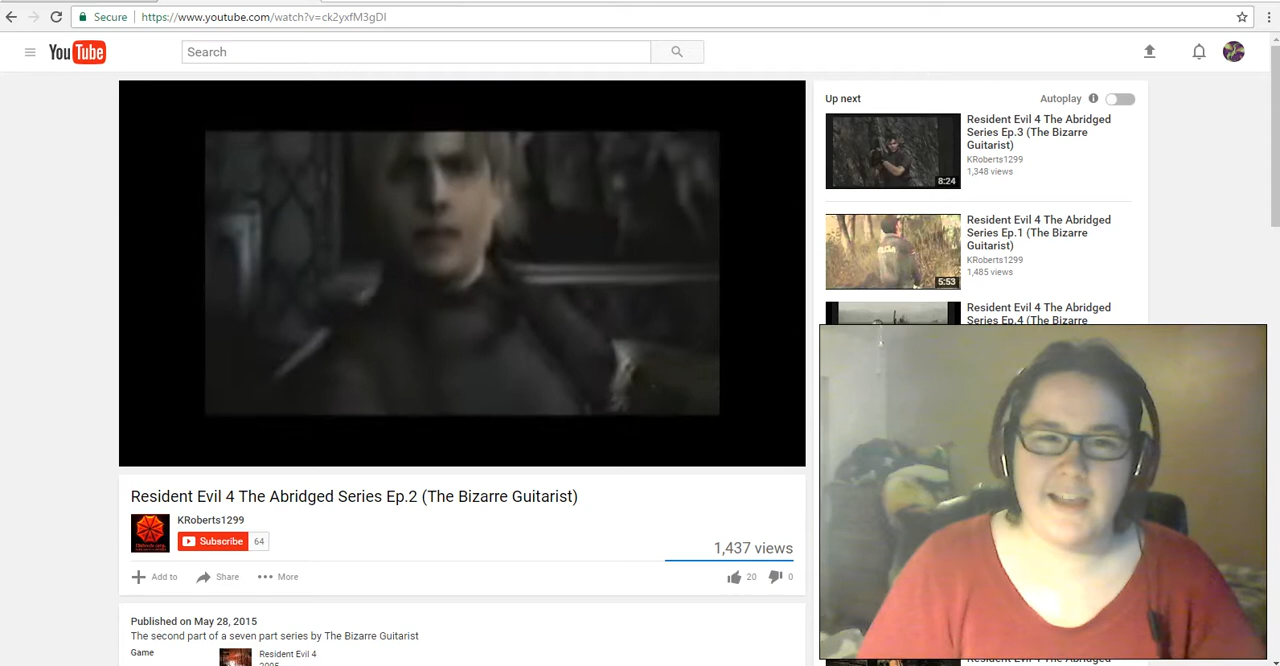 Secure https://www.youtube.com/watch?v=ck2yxfM3gDI
YouTube
Search
Up next
Autoplay
Resident Evil 4 The Abridged
Series Ep.3 (The Bizarre
Guitarist)
KRoberts1299
1,348 views
8:24
Resident Evil 4 The Abridged
Series Ep.1 (The Bizarre
Guitarist)
KRoberts1299
1,485 views
5:53
Resident Evil 4 The Abridged
Series Ep.4 (The Bizarre
Resident Evil 4 The Abridged Series Ep.2 (The Bizarre Guitarist)
KRoberts1299
Subscribe 64
1,437 views
Add to Share More
20 0
Published on May 28, 2015
The second part of a seven part series by The Bizarre Guitarist
Game
Resident Evil 4
2005